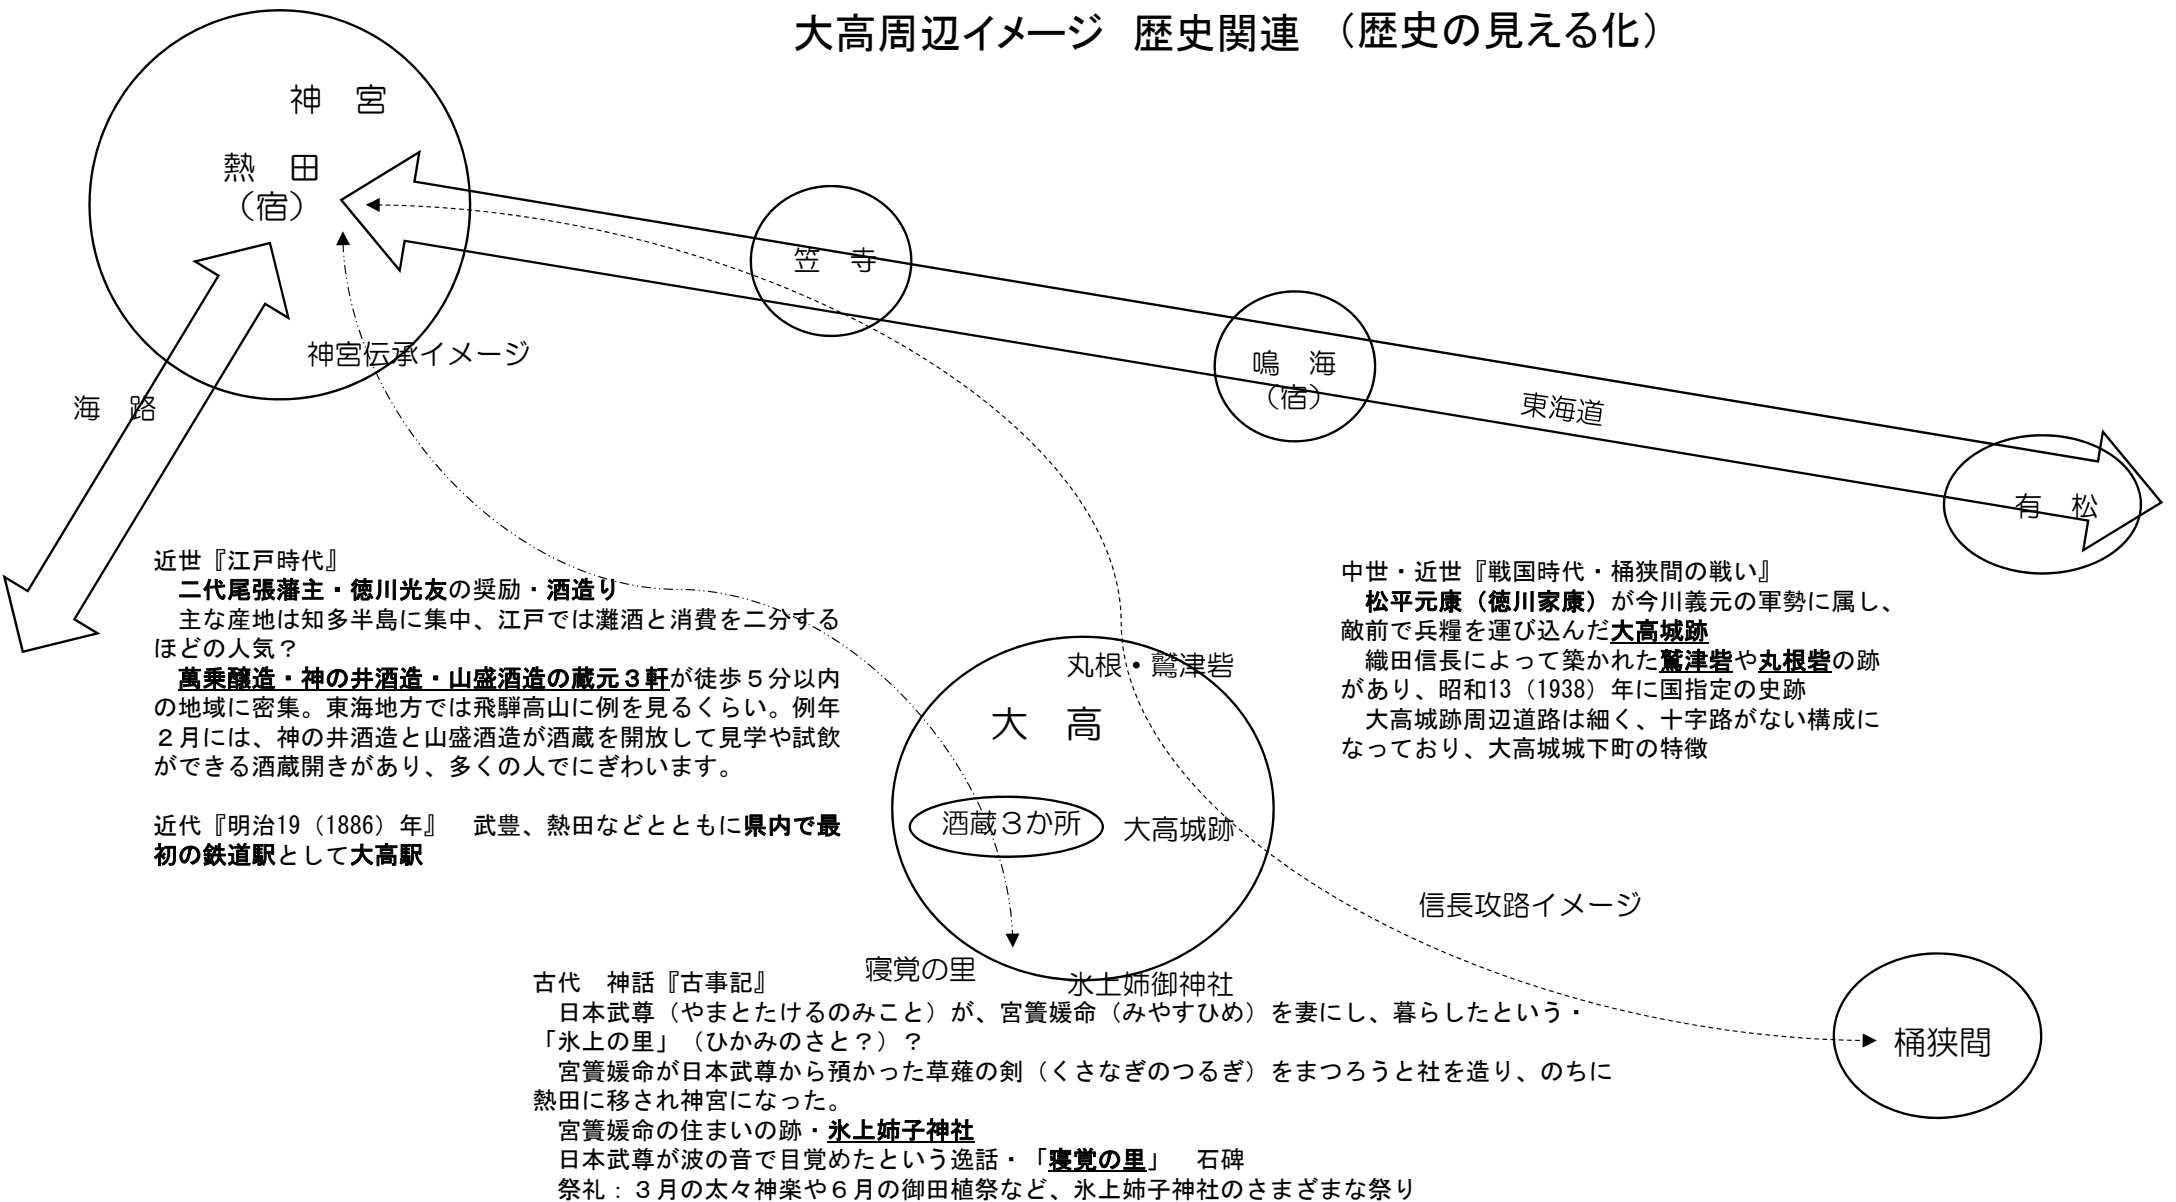 大高周辺イメージ　歴史関連　（歴史の見える化）
神　宮
熱　田
（宿）
笠　寺
鳴　海
（宿）
東海道
有　松
神宮伝承イメージ
海　路
近世『江戸時代』
　二代尾張藩主・徳川光友の奨励・酒造り
　主な産地は知多半島に集中、江戸では灘酒と消費を二分する
ほどの人気？
　萬乗醸造・神の井酒造・山盛酒造の蔵元３軒が徒歩５分以内
の地域に密集。東海地方では飛騨高山に例を見るくらい。例年
２月には、神の井酒造と山盛酒造が酒蔵を開放して見学や試飲
ができる酒蔵開きがあり、多くの人でにぎわいます。
近代『明治19（1886）年』　武豊、熱田などとともに県内で最
初の鉄道駅として大高駅
中世・近世『戦国時代・桶狭間の戦い』
　松平元康（徳川家康）が今川義元の軍勢に属し、
敵前で兵糧を運び込んだ大高城跡
　織田信長によって築かれた鷲津砦や丸根砦の跡
があり、昭和13（1938）年に国指定の史跡
　大高城跡周辺道路は細く、十字路がない構成に
なっており、大高城城下町の特徴
丸根・鷲津砦
大　高
酒蔵３か所
大高城跡
信長攻路イメージ
寝覚の里
氷上姉御神社
桶狭間
古代　神話『古事記』
　日本武尊（やまとたけるのみこと）が、宮簀媛命（みやすひめ）を妻にし、暮らしたという・
「氷上の里」（ひかみのさと？）？
　宮簀媛命が日本武尊から預かった草薙の剣（くさなぎのつるぎ）をまつろうと社を造り、のちに
熱田に移され神宮になった。
　宮簀媛命の住まいの跡・氷上姉子神社
　日本武尊が波の音で目覚めたという逸話・「寝覚の里」　石碑
　祭礼：３月の太々神楽や６月の御田植祭など、氷上姉子神社のさまざまな祭り